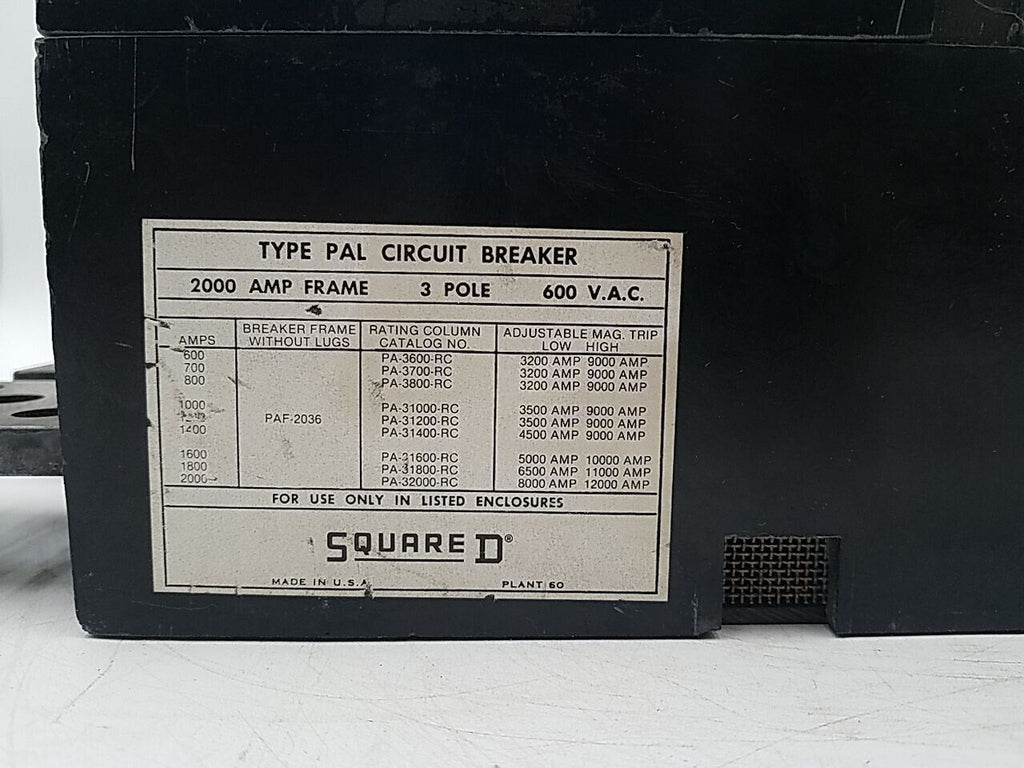 TYPE PAL CIRCUIT BREAKER
2000 AMP FRAME 3 POLE 600 V.A.C.
AMPS BREAKER FRAME WITHOUT LUGS RATING COLUMN CATALOG NO. ADJUSTABLE MAG. TRIP LOW HIGH
600 PA-3600-RC 3200 AMP 9000 AMP
700 PA-3700-RC 3200 AMP 9000 AMP
800 PA-3800-RC 3200 AMP 9000 AMP
1000 PA-31000-RC 3500 AMP 9000 AMP
PAF-2036 PA-31200-RC 3500 AMP 9000 AMP
1400 PA-31400-RC 4500 AMP 9000 AMP
1600 PA-31600-RC 5000 AMP 10000 AMP
1800 PA-31800-RC 6500 AMP 11000 AMP
2000 PA-32000-RC 8000 AMP 12000 AMP
FOR USE ONLY IN LISTED ENCLOSURES
SQUARE D®
MADE IN U.S.A. PLANT 60